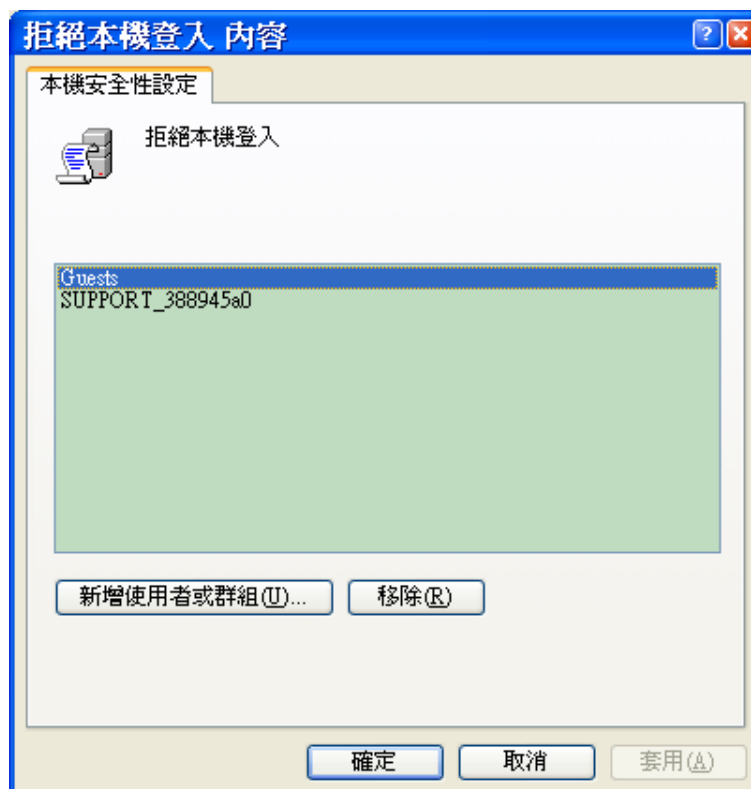 拒絕本機登入 內容
本機安全性設定
拒絕本機登入
Guests
SUPPORT_388945a0
新增使用者或群組(U)... 移除(R)
確定 取消 套用(A)